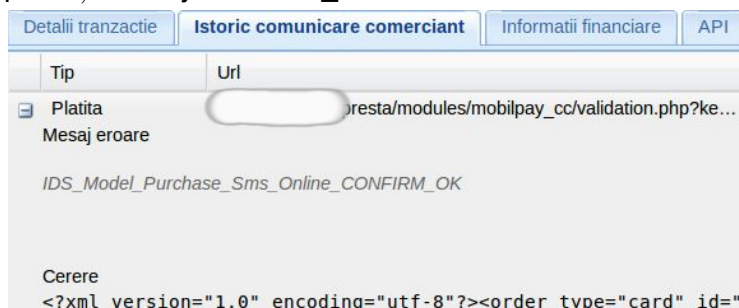 Detalii tranzactie Istoric comunicare comerciant Informatii financiare API
Tip Url
Platita presta/modules/mobilpay_cc/validation.php?ke...
Mesaj eroare
IDS_Model_Purchase_Sms_Online_CONFIRM_OK
Cerere
<?xml version="1.0" encoding="utf-8"?><order type="card" id="